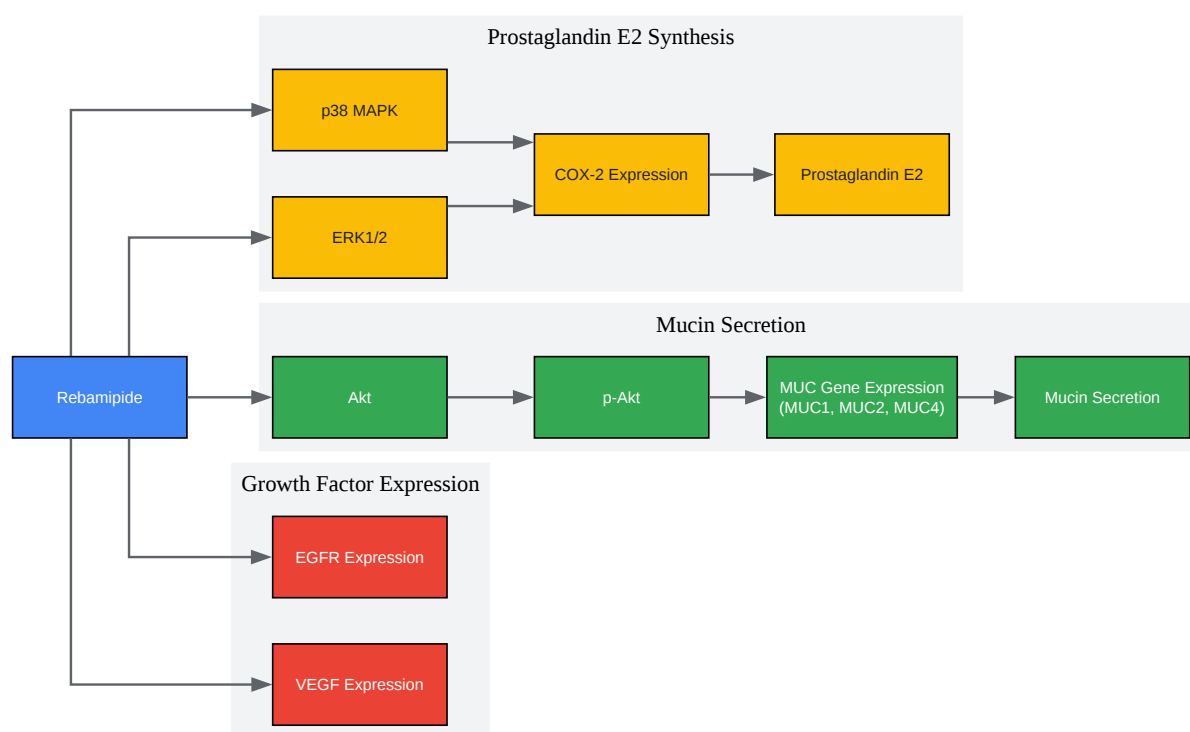 Prostaglandin E2 Synthesis
p38 MAPK
COX-2 Expression
Prostaglandin E2
ERK1/2
Mucin Secretion
Rebamipide
Akt
p-Akt
MUC Gene Expression
(MUC1, MUC2, MUC4)
Mucin Secretion
Growth Factor Expression
EGFR Expression
VEGF Expression